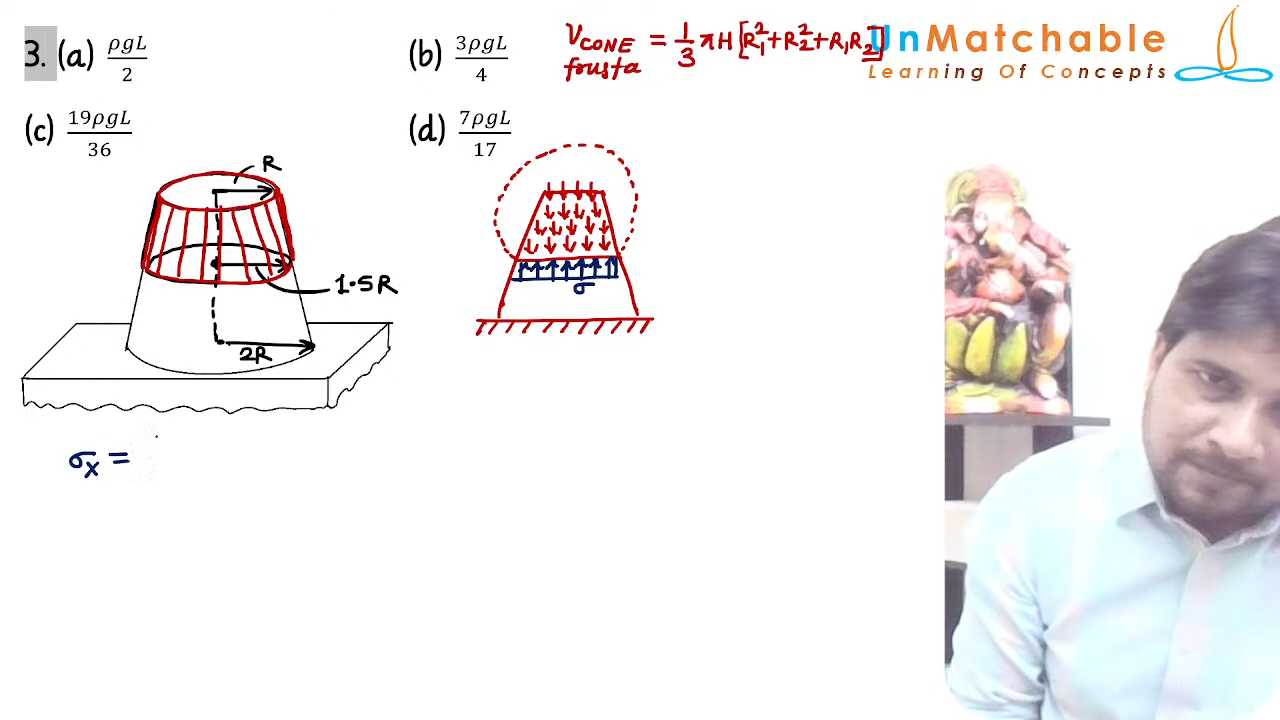 3. (a) ρgL/2
(b) 3ρgL/4
V_CONE frusta = 1/3 πH[R₁²+R₂²+R₁R₂]
UnMatchable
Learning Of Concepts
(c) 19ρgL/36
(d) 7ρgL/17
R
1.5R
σ
2R
σₓ =